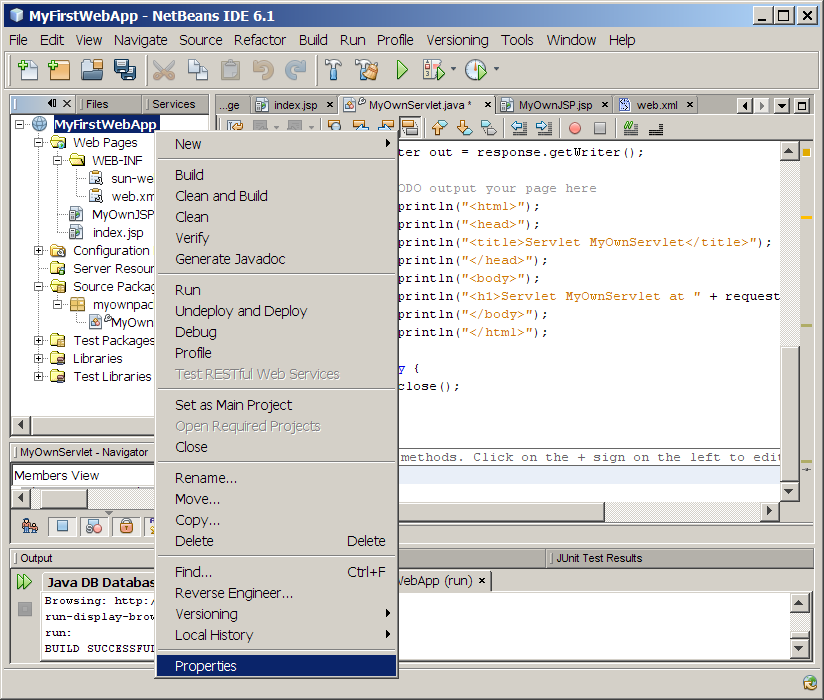 MyFirstWebApp - NetBeans IDE 6.1
File Edit View Navigate Source Refactor Build Run Profile Versioning Tools Window Help
Files Services
...ge index.jsp MyOwnServlet.java * MyOwnJSP.jsp web.xml
MyFirstWebApp
Web Pages
WEB-INF
sun-we
web.xm
MyOwnJSP
index.jsp
Configuration
Server Resour
Source Packag
myownpac
MyOwn
Test Packages
Libraries
Test Libraries
New
Build
Clean and Build
Clean
Verify
Generate Javadoc
Run
Undeploy and Deploy
Debug
Profile
Test RESTful Web Services
Set as Main Project
Open Required Projects
Close
Rename...
Move...
Copy...
Delete Delete
Find... Ctrl+F
Reverse Engineer...
Versioning
Local History
Properties
ter out = response.getWriter();
ODO output your page here
println("<html>");
println("<head>");
println("<title>Servlet MyOwnServlet</title>");
println("</head>");
println("<body>");
println("<h1>Servlet MyOwnServlet at " + request
println("</body>");
println("</html>");
y {
close();
methods. Click on the + sign on the left to edi
MyOwnServlet - Navigator
Members View
Output
JUnit Test Results
Java DB Databas
WebApp (run)
Browsing: http:/
run-display-brow
run:
BUILD SUCCESSFUL